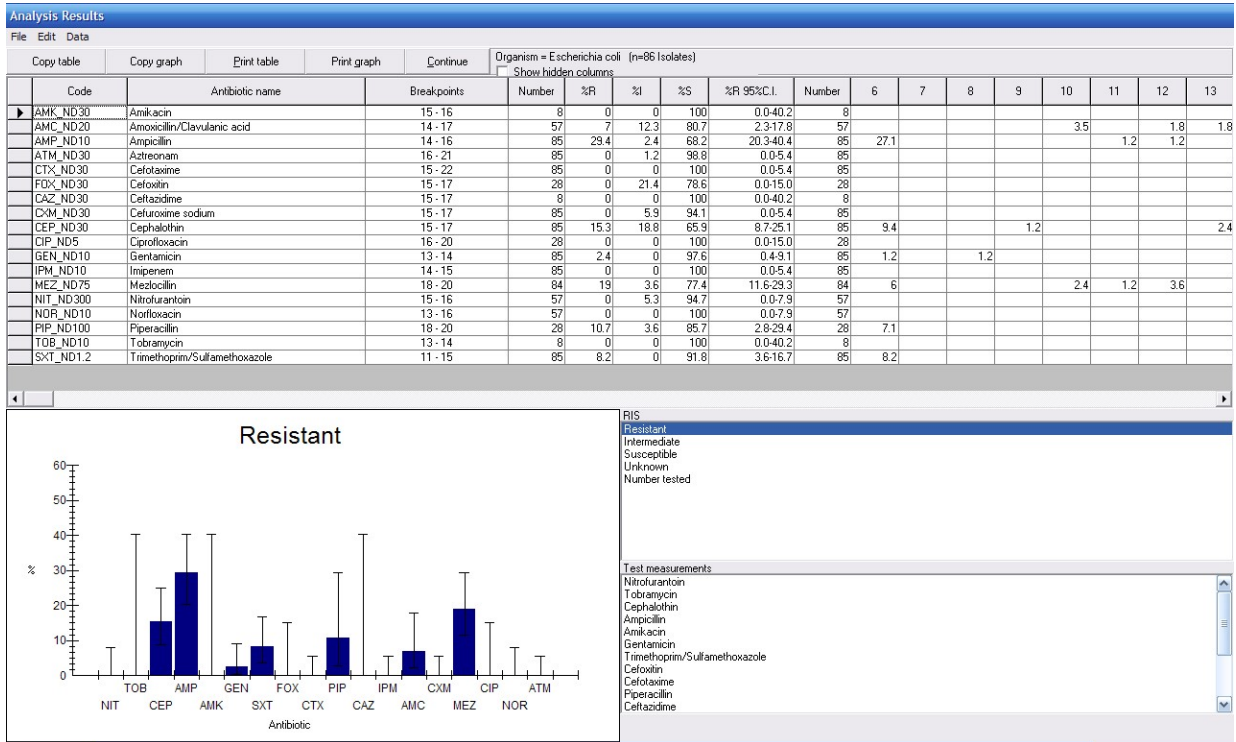 Analysis Results
File Edit Data
Copy table Copy graph Print table Print graph Continue Organism = Escherichia coli (n=86 Isolates)
Show hidden columns
Code Antibiotic name Breakpoints Number %R %I %S %R 95%C.I. Number 6 7 8 9 10 11 12 13
AMK_ND30 Amikacin 15 - 16 8 0 0 100 0.0-40.2 8
AMC_ND20 Amoxicillin/Clavulanic acid 14 - 17 57 7 12.3 80.7 2.3-17.8 57 3.5 1.8 1.8
AMP_ND10 Ampicillin 14 - 16 85 29.4 2.4 68.2 20.3-40.4 85 27.1 1.2 1.2
ATM_ND30 Aztreonam 16 - 21 85 0 1.2 98.8 0.0-5.4 85
CTX_ND30 Cefotaxime 15 - 22 85 0 0 100 0.0-5.4 85
FOX_ND30 Cefoxitin 15 - 17 28 0 21.4 78.6 0.0-15.0 28
CAZ_ND30 Ceftazidime 15 - 17 8 0 0 100 0.0-40.2 8
CXM_ND30 Cefuroxime sodium 15 - 17 85 0 5.9 94.1 0.0-5.4 85
CEP_ND30 Cephalothin 15 - 17 85 15.3 18.8 65.9 8.7-25.1 85 9.4 1.2 2.4
CIP_ND5 Ciprofloxacin 16 - 20 28 0 0 100 0.0-15.0 28
GEN_ND10 Gentamicin 13 - 14 85 2.4 0 97.6 0.4-9.1 85 1.2 1.2
IPM_ND10 Imipenem 14 - 15 85 0 0 100 0.0-5.4 85
MEZ_ND75 Mezlocillin 18 - 20 84 19 3.6 77.4 11.6-29.3 84 6 2.4 1.2 3.6
NIT_ND300 Nitrofurantoin 15 - 16 57 0 5.3 94.7 0.0-7.9 57
NOR_ND10 Norfloxacin 13 - 16 57 0 0 100 0.0-7.9 57
PIP_ND100 Piperacillin 18 - 20 28 10.7 3.6 85.7 2.8-29.4 28 7.1
TOB_ND10 Tobramycin 13 - 14 8 0 0 100 0.0-40.2 8
SXT_ND1.2 Trimethoprim/Sulfamethoxazole 11 - 15 85 8.2 0 91.8 3.6-16.7 85 8.2
Resistant
60
50
40
%
30
20
10
0
TOB AMP GEN FOX PIP IPM CXM CIP ATM
NIT CEP AMK SXT CTX CAZ AMC MEZ NOR
Antibiotic
RIS
Resistant
Intermediate
Susceptible
Unknown
Number tested
Test measurements
Nitrofurantoin
Tobramycin
Cephalothin
Ampicillin
Amikacin
Gentamicin
Trimethoprim/Sulfamethoxazole
Cefoxitin
Cefotaxime
Piperacillin
Ceftazidime